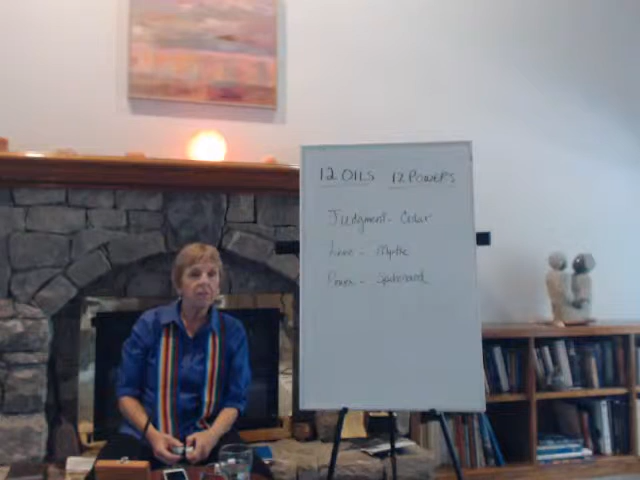 12 OILS 12 POWERS
Judgment - Cedar
Love - Myrtle
Power - Spikenard